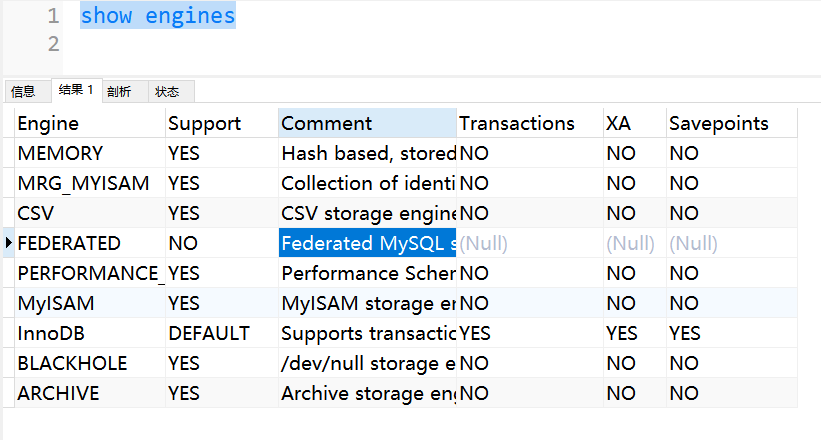 1 show engines
2
信息 结果 1 剖析 状态
Engine Support Comment Transactions XA Savepoints
MEMORY YES Hash based, stored NO NO NO
MRG_MYISAM YES Collection of identi NO NO NO
CSV YES CSV storage engine NO NO NO
FEDERATED NO Federated MySQL s (Null) (Null) (Null)
PERFORMANCE_ YES Performance Schem NO NO NO
MyISAM YES MyISAM storage en NO NO NO
InnoDB DEFAULT Supports transactio YES YES YES
BLACKHOLE YES /dev/null storage e NO NO NO
ARCHIVE YES Archive storage eng NO NO NO